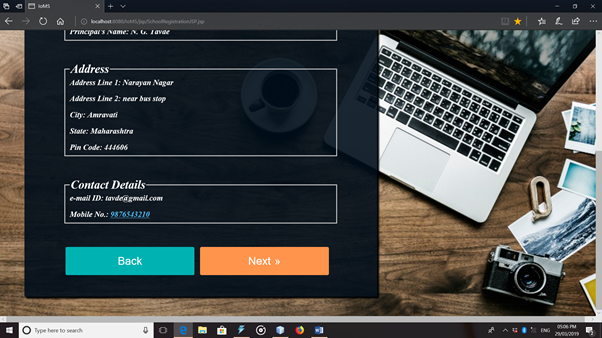 IoMS
localhost:8080/IoMS/jsp/SchoolRegistration/EP.jsp
Principal's Name: N. G. Tavde
Address
Address Line 1: Narayan Nagar
Address Line 2: near bus stop
City: Amravati
State: Maharashtra
Pin Code: 444606
Contact Details
e-mail ID: tavde@gmail.com
Mobile No.: 9876543210
Back
Next »
Type here to search
ENG
05:06 PM
29/03/2019